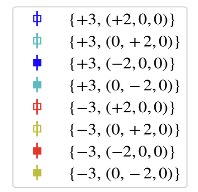 {+3, (+2, 0, 0)}
{+3, (0, +2, 0)}
{+3, (−2, 0, 0)}
{+3, (0, −2, 0)}
{−3, (+2, 0, 0)}
{−3, (0, +2, 0)}
{−3, (−2, 0, 0)}
{−3, (0, −2, 0)}